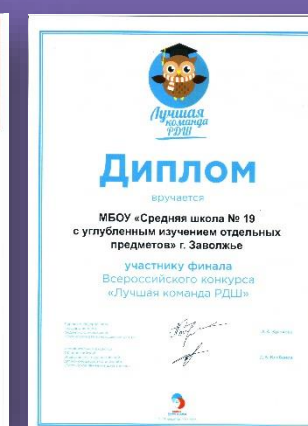 Лучшая
команда
РДШ
Диплом
вручается
МБОУ «Средняя школа № 19
с углубленным изучением отдельных
предметов» г. Заволжье
участнику финала
Всероссийского конкурса
«Лучшая команда РДШ»